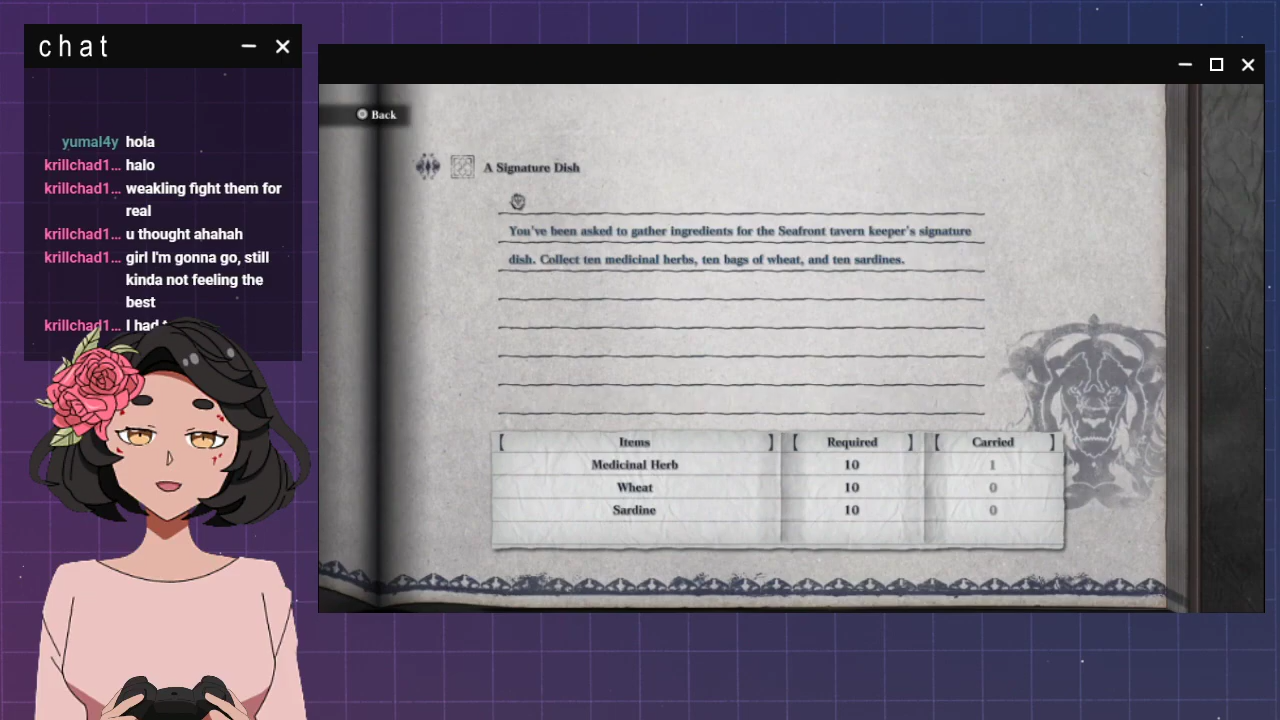 chat
yumal4y hola
krillchad1... halo
krillchad1... weakling fight them for
real
krillchad1... u thought ahahah
krillchad1... girl I'm gonna go, still
kinda not feeling the
best
krillchad1... I had
Back
A Signature Dish
You've been asked to gather ingredients for the Seafront tavern keeper's signature
dish. Collect ten medicinal herbs, ten bags of wheat, and ten sardines.
Items Required Carried
Medicinal Herb 10 1
Wheat 10 0
Sardine 10 0